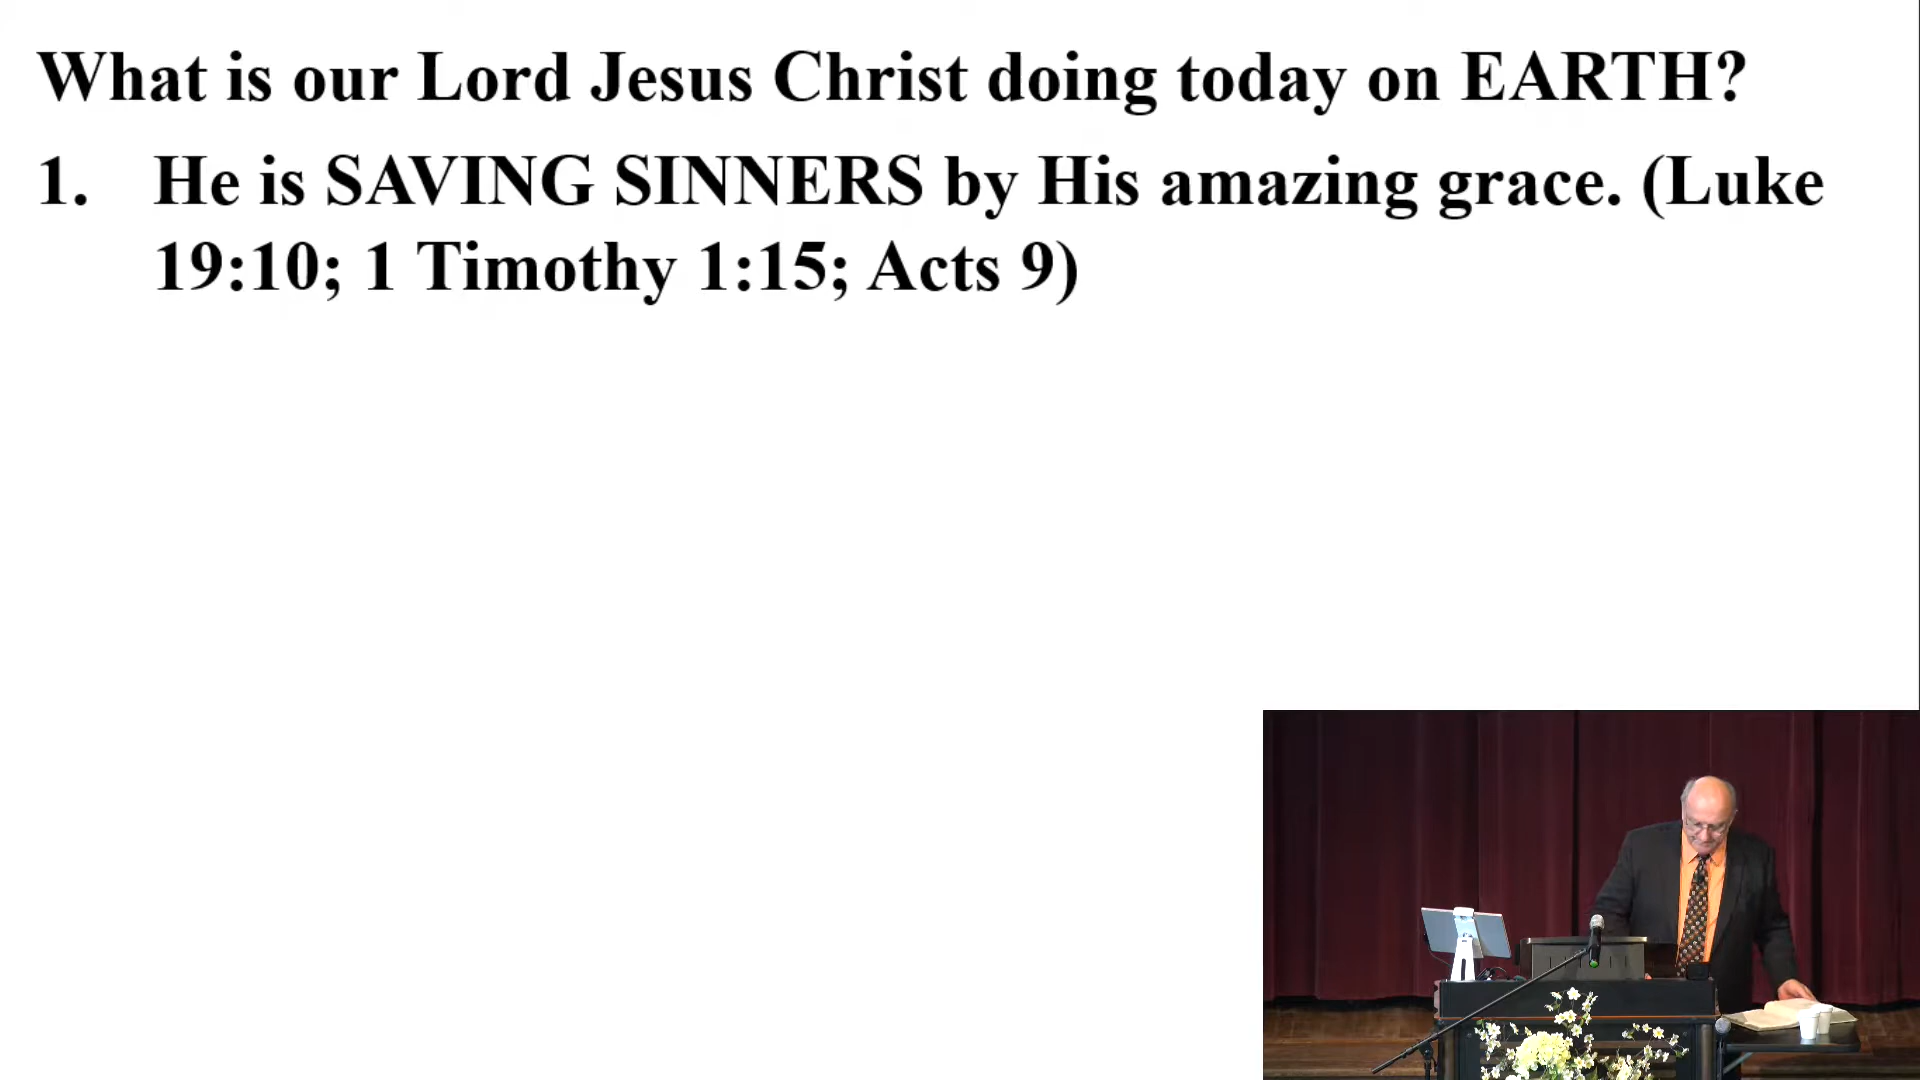 What is our Lord Jesus Christ doing today on EARTH?
1. He is SAVING SINNERS by His amazing grace. (Luke
19:10; 1 Timothy 1:15; Acts 9)